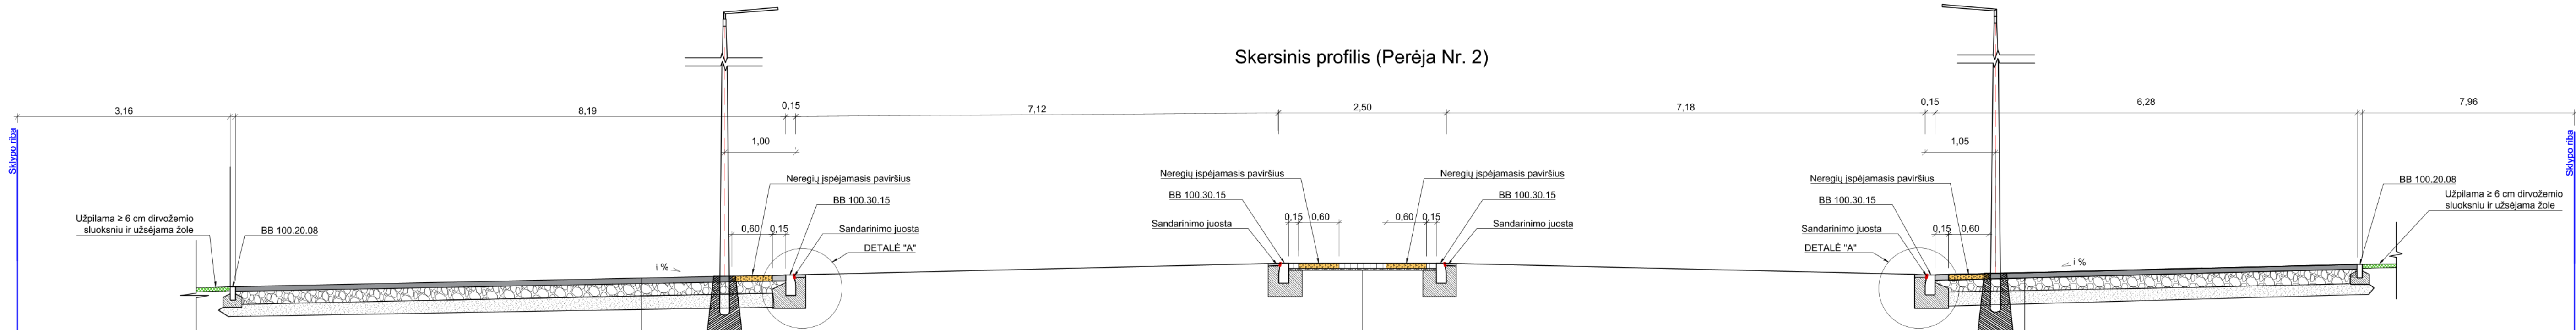 Skersinis profilis (Perėja Nr. 2)
3,16
8,19
0,15
7,12
2,50
7,18
0,15
6,28
7,96
Sklypo riba
Sklypo riba
1,00
1,05
Neregių įspėjamasis paviršius
BB 100.30.15
Sandarinimo juosta
DETALĖ "A"
0,60
0,15
Užpilama ≥ 6 cm dirvožemio
sluoksniu ir užsėjama žole
BB 100.20.08
i %
Neregių įspėjamasis paviršius
BB 100.30.15
Sandarinimo juosta
0,15
0,60
Neregių įspėjamasis paviršius
BB 100.30.15
Sandarinimo juosta
0,60
0,15
Neregių įspėjamasis paviršius
BB 100.30.15
Sandarinimo juosta
DETALĖ "A"
0,15
0,60
i %
BB 100.20.08
Užpilama ≥ 6 cm dirvožemio
sluoksniu ir užsėjama žole